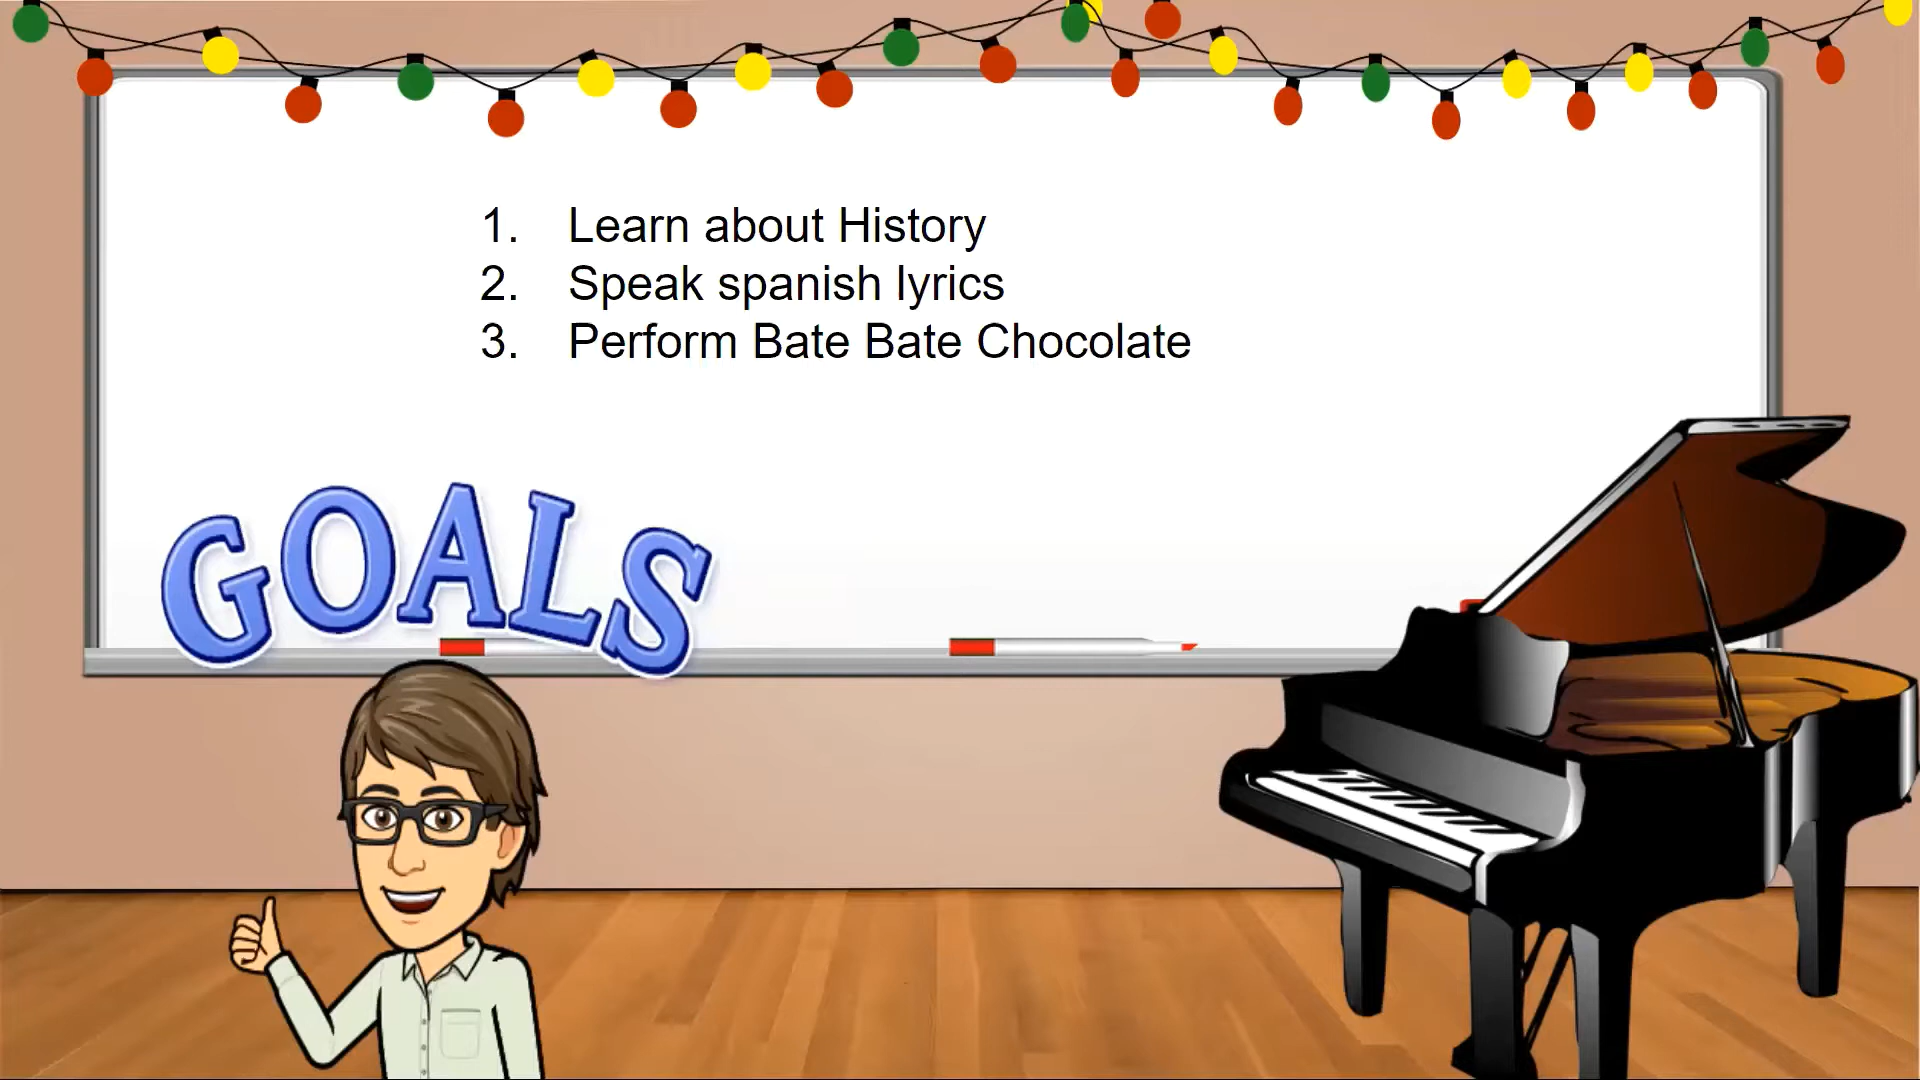 1. Learn about History
2. Speak spanish lyrics
3. Perform Bate Bate Chocolate
GOALS